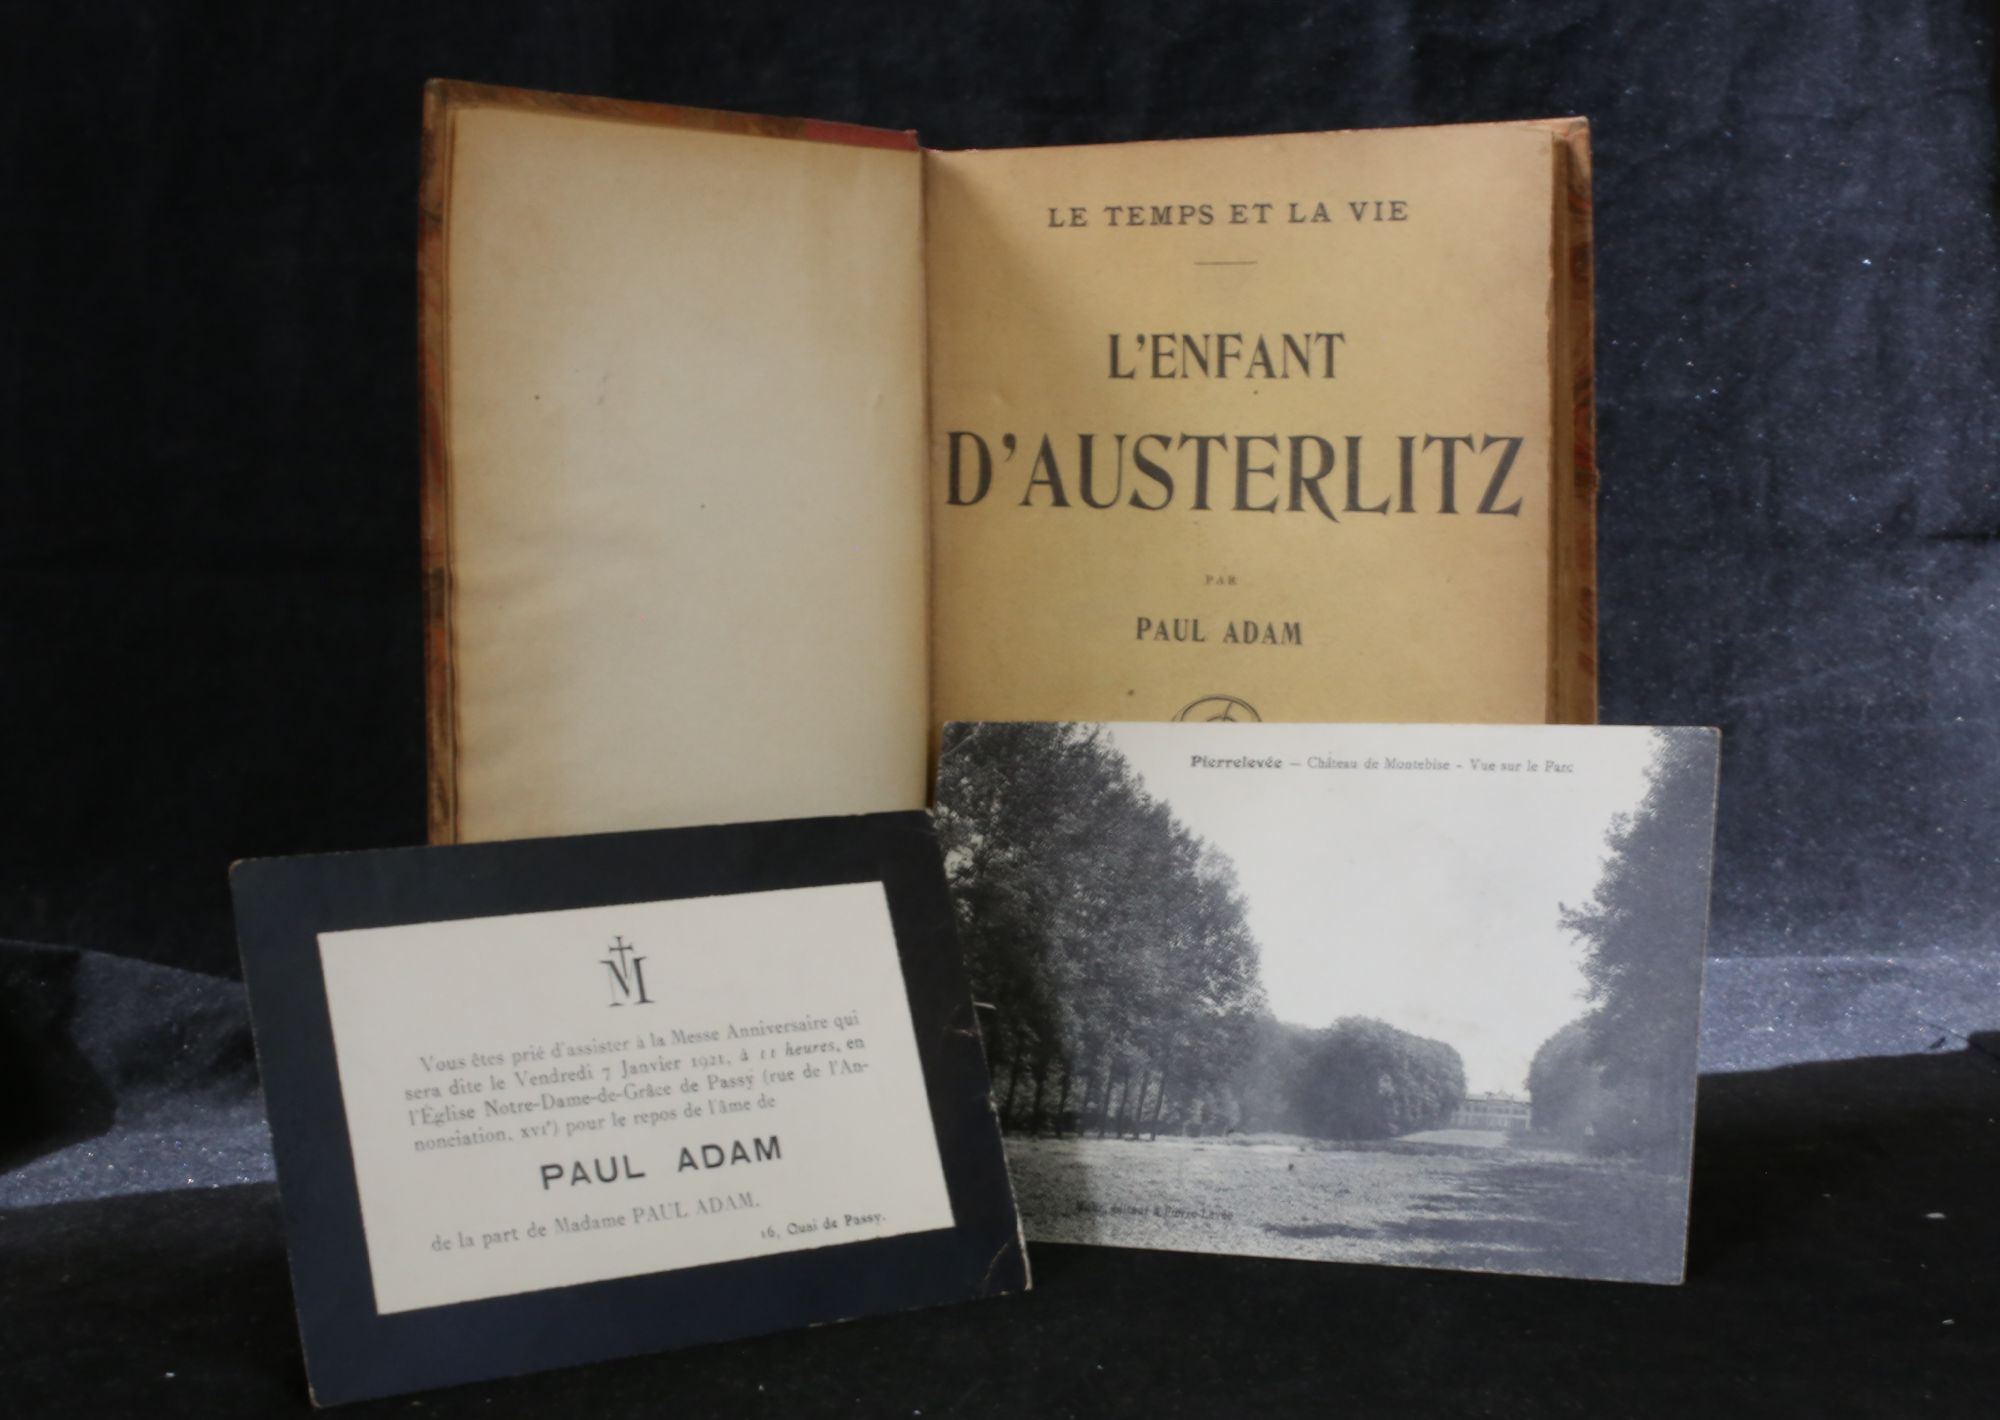 LE TEMPS ET LA VIE
L'ENFANT
D'AUSTERLITZ
PAR
PAUL ADAM
Pierrelevée — Château de Montebise - Vue sur le Parc
éditeur à Pierre-Levée
M
Vous êtes prié d'assister à la Messe Anniversaire qui
sera dite le Vendredi 7 Janvier 1921, à 11 heures, en
l'Église Notre-Dame-de-Grâce de Passy (rue de l'An-
nonciation, XVIe) pour le repos de l'âme de
PAUL ADAM
de la part de Madame PAUL ADAM.
16, Quai de Passy.